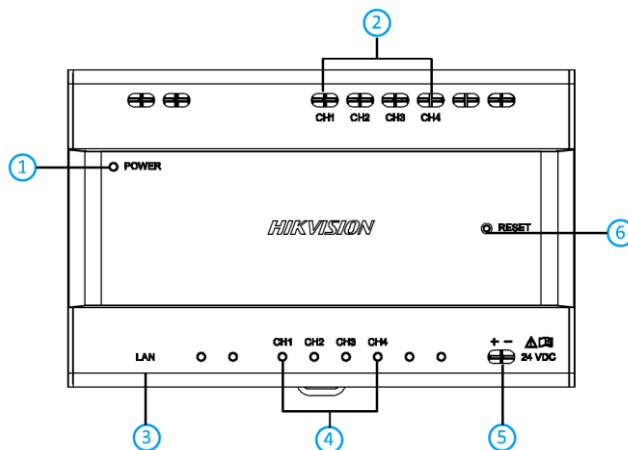 2
CH1 CH2 CH3 CH4
1 POWER
HIKVISION
RESET 6
LAN CH1 CH2 CH3 CH4 + -
24 VDC
3 4 5